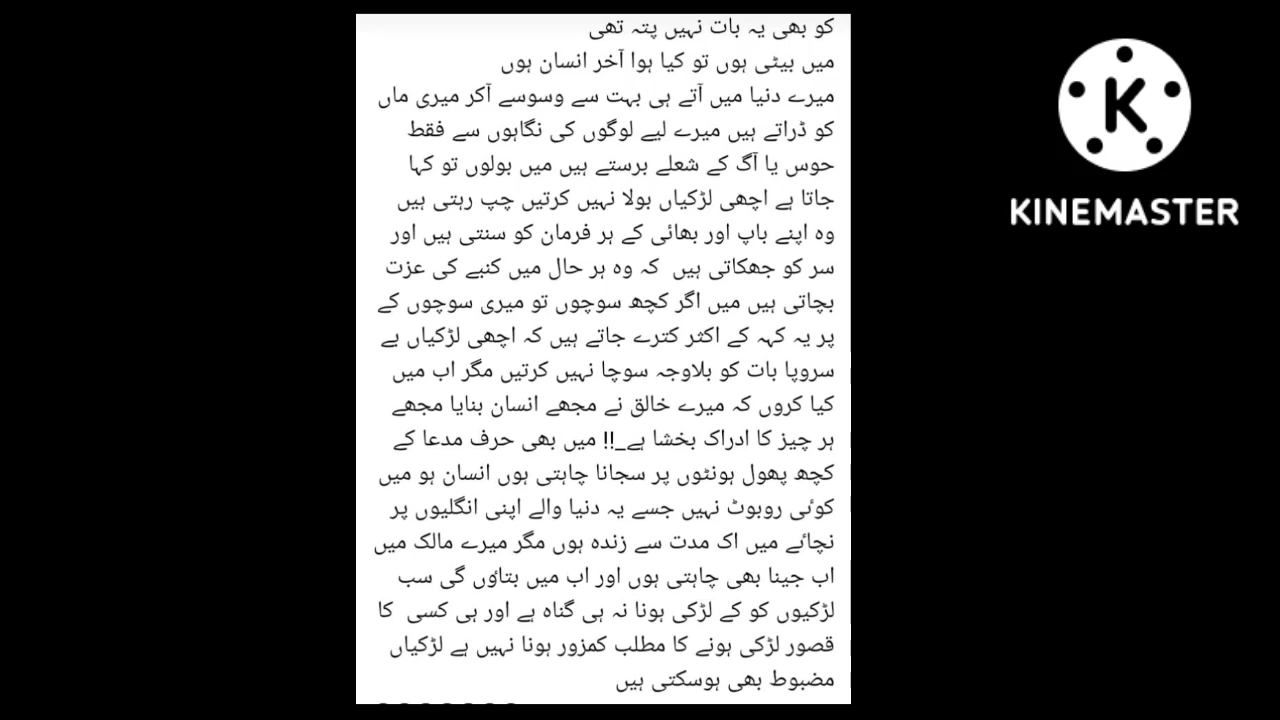 کو بھی یہ بات نہیں پتہ تھی
میں بیٹی ہوں تو کیا ہوا آخر انسان ہوں
میرے دنیا میں آتے ہی بہت سے وسوسے آکر میری ماں
کو ڈراتے ہیں میرے لیے لوگوں کی نگاہوں سے فقط
حوس یا آگ کے شعلے برستے ہیں میں بولوں تو کہا
جاتا ہے اچھی لڑکیاں بولا نہیں کرتیں چپ رہتی ہیں
وہ اپنے باپ اور بھائی کے ہر فرمان کو سنتی ہیں اور
سر کو جھکاتی ہیں کہ وہ ہر حال میں کنبے کی عزت
بچاتی ہیں میں اگر کچھ سوچوں تو میری سوچوں کے
پر یہ کہہ کے اکثر کترے جاتے ہیں کہ اچھی لڑکیاں بے
سروپا بات کو بلاوجہ سوچا نہیں کرتیں مگر اب میں
کیا کروں کہ میرے خالق نے مجھے انسان بنایا مجھے
ہر چیز کا ادراک بخشا ہے_!! میں بھی حرف مدعا کے
کچھ پھول ہونٹوں پر سجانا چاہتی ہوں انسان ہو میں
کوئی روبوٹ نہیں جسے یہ دنیا والے اپنی انگلیوں پر
نچائے میں اک مدت سے زندہ ہوں مگر میرے مالک میں
اب جینا بھی چاہتی ہوں اور اب میں بتاؤں گی سب
لڑکیوں کو کے لڑکی ہونا نہ ہی گناہ ہے اور ہی کسی کا
قصور لڑکی ہونے کا مطلب کمزور ہونا نہیں ہے لڑکیاں
مضبوط بھی ہوسکتی ہیں
KINEMASTER